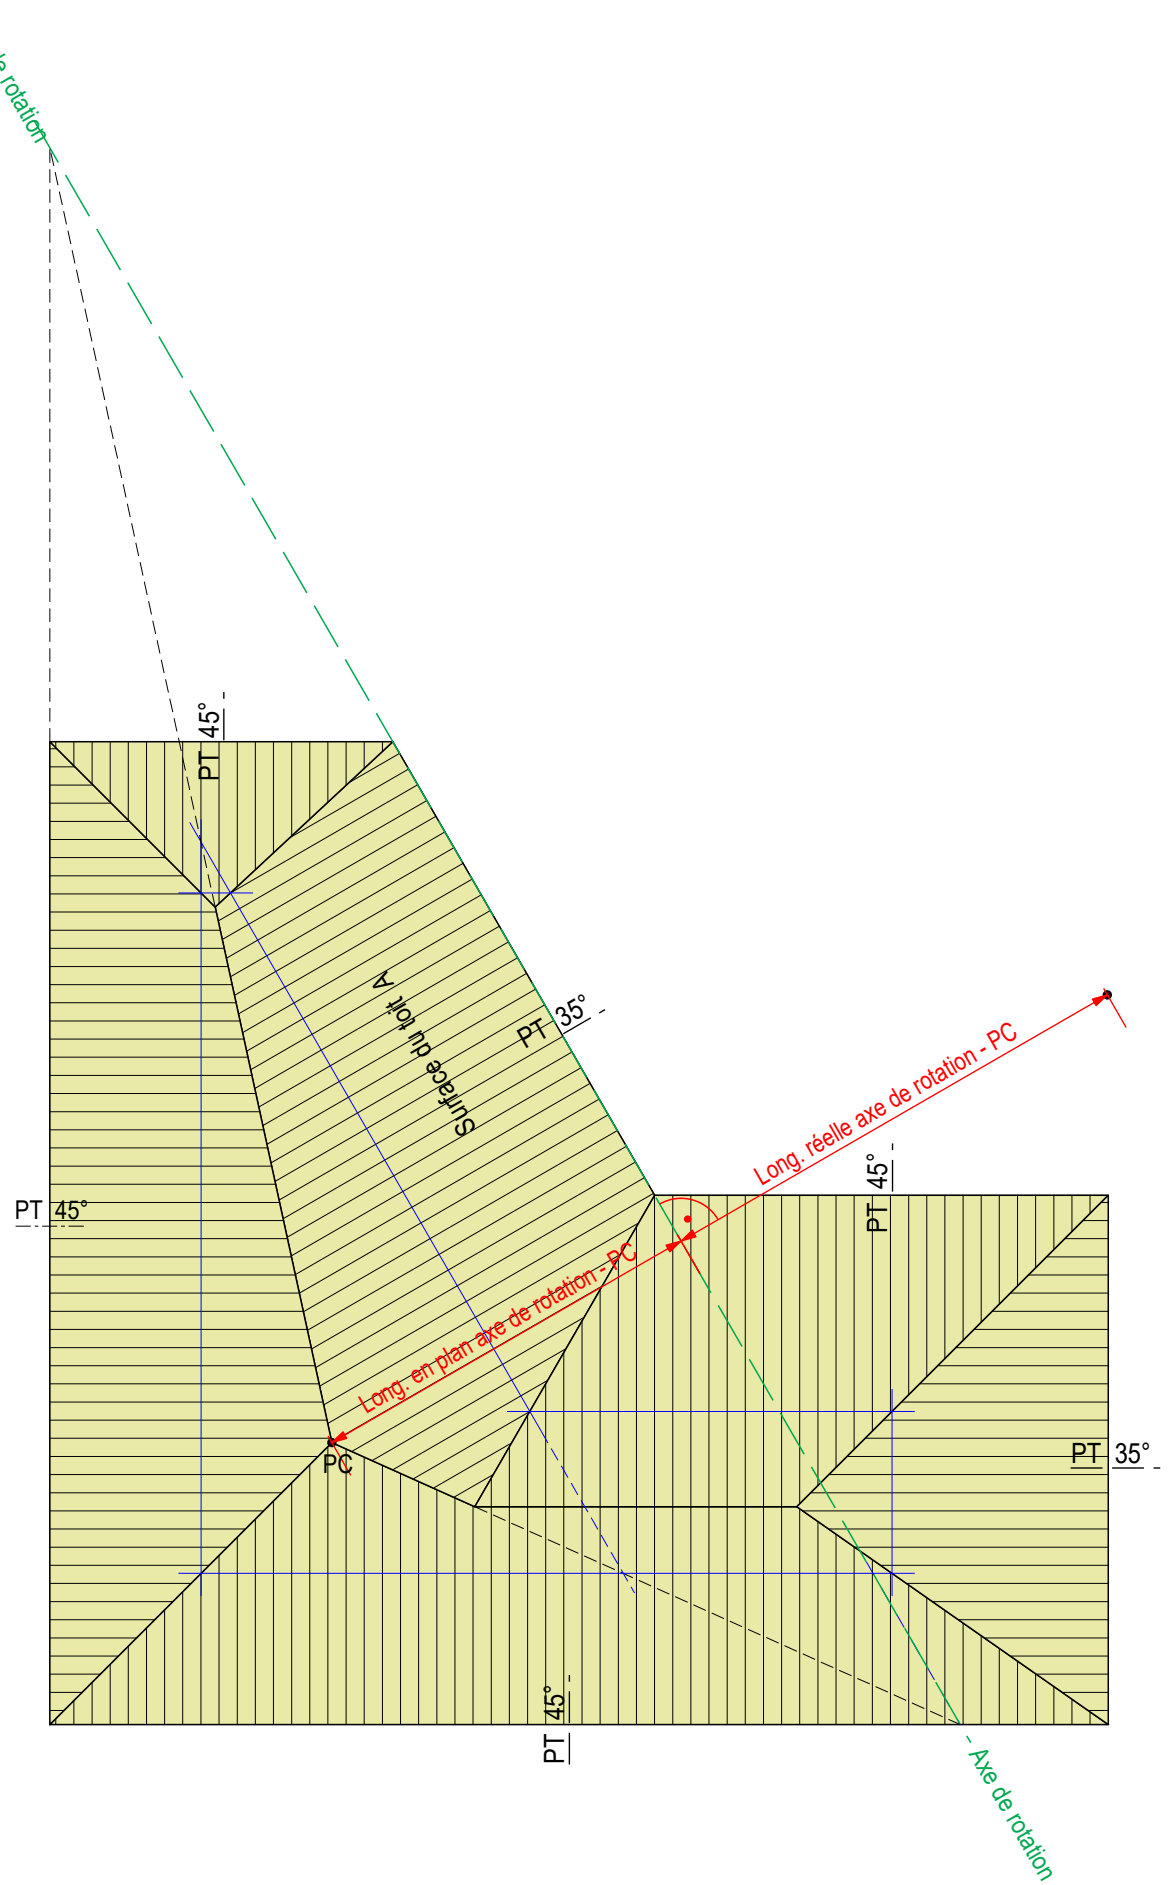 de rotation
PT 45°
Surface du toit A
PT 35°
Long. réelle axe de rotation - PC
PT 45°
PT 45°
Long. en plan axe de rotation - PC
PC
PT 35°
PT 45°
Axe de rotation